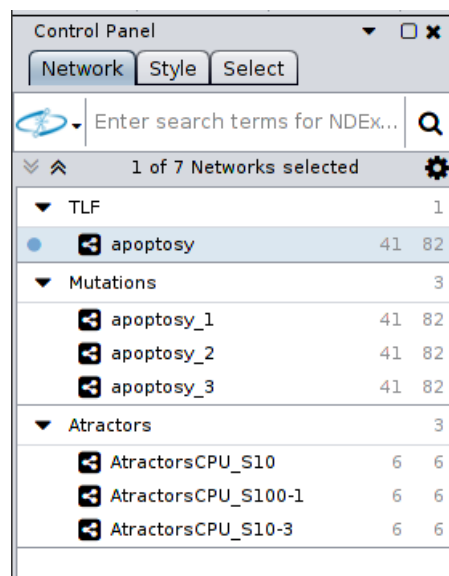 Control Panel
Network Style Select
Enter search terms for NDEx...
1 of 7 Networks selected
TLF 1
apoptosy 41 82
Mutations 3
apoptosy_1 41 82
apoptosy_2 41 82
apoptosy_3 41 82
Atractors 3
AtractorsCPU_S10 6 6
AtractorsCPU_S100-1 6 6
AtractorsCPU_S10-3 6 6